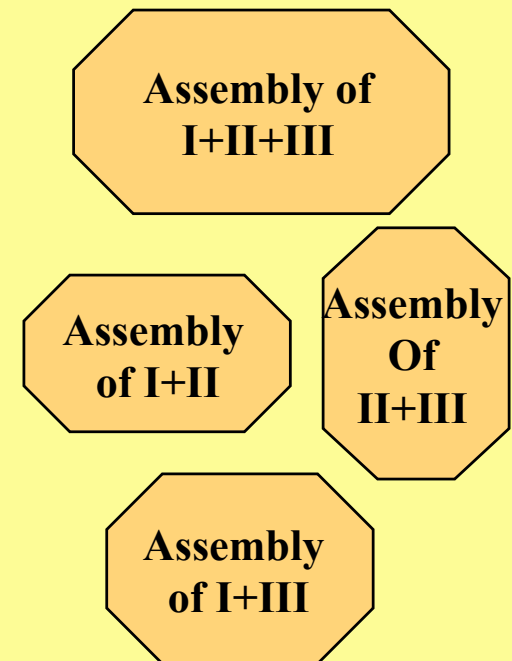 Assembly of
I+II+III
Assembly
of I+II
Assembly
Of
II+III
Assembly
of I+III